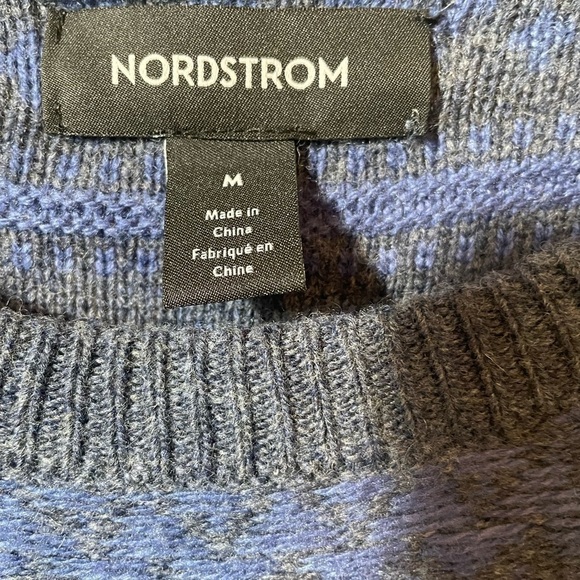 NORDSTROM
M
Made in
China
Fabriqué en
Chine